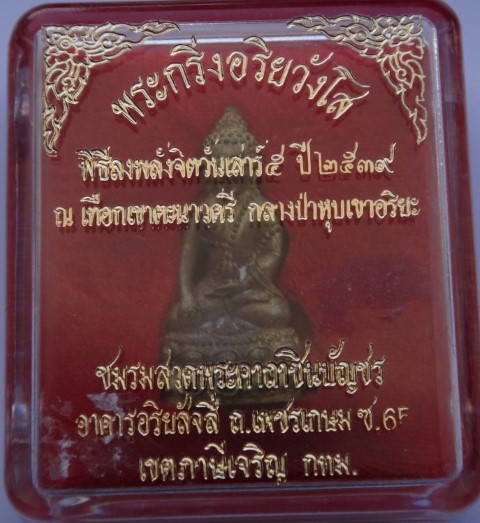 พระกริ่งอริยวังโส
พิธีลงพลังจิตวันเสาร์ ๕ ปี ๒๕๓๙
ณ เทือกเขาตะนาวศรี กลางป่าหุบเขาอริยะ
ชมรมสวดพระคาถาชินบัญชร
อาคารอริยสัจสี่ ถ.เพชรเกษม ซ.65
เขตภาษีเจริญ กทม.